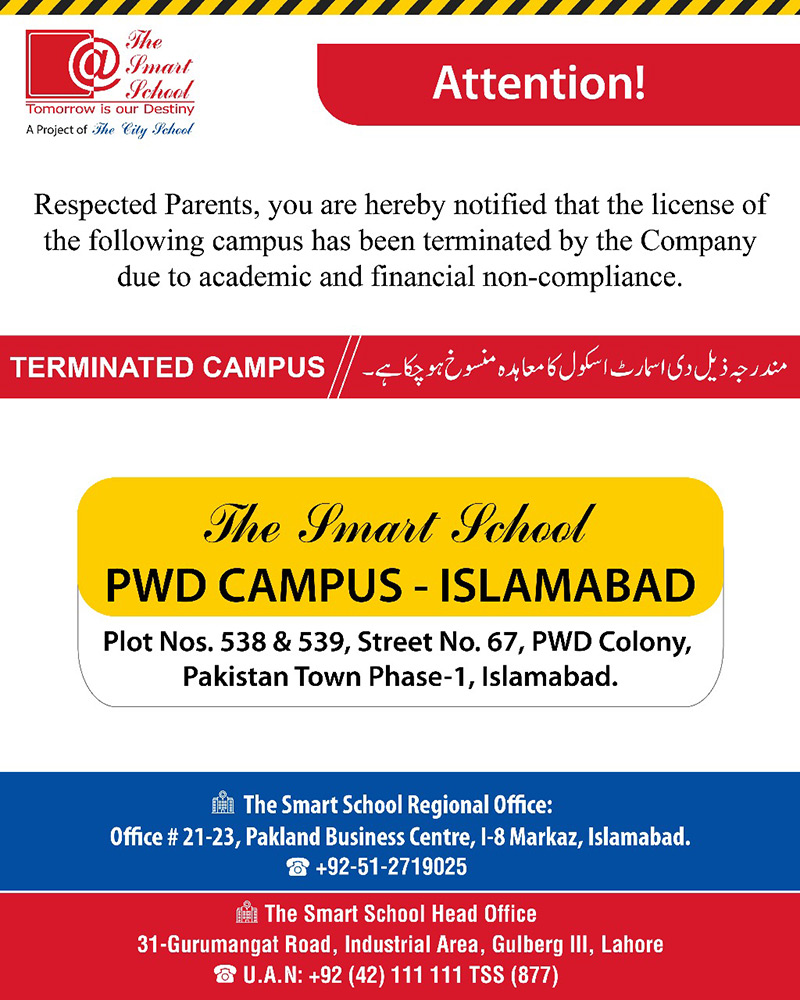 The
Smart
School
Tomorrow is our Destiny
A Project of The City School
Attention!
Respected Parents, you are hereby notified that the license of
the following campus has been terminated by the Company
due to academic and financial non-compliance.
TERMINATED CAMPUS // مندرجہ ذیل دی اسمارٹ اسکول کا معاہدہ منسوخ ہو چکا ہے۔
The Smart School
PWD CAMPUS - ISLAMABAD
Plot Nos. 538 & 539, Street No. 67, PWD Colony,
Pakistan Town Phase-1, Islamabad.
The Smart School Regional Office:
Office # 21-23, Pakland Business Centre, I-8 Markaz, Islamabad.
☎ +92-51-2719025
The Smart School Head Office
31-Gurumangat Road, Industrial Area, Gulberg III, Lahore
☎ U.A.N: +92 (42) 111 111 TSS (877)